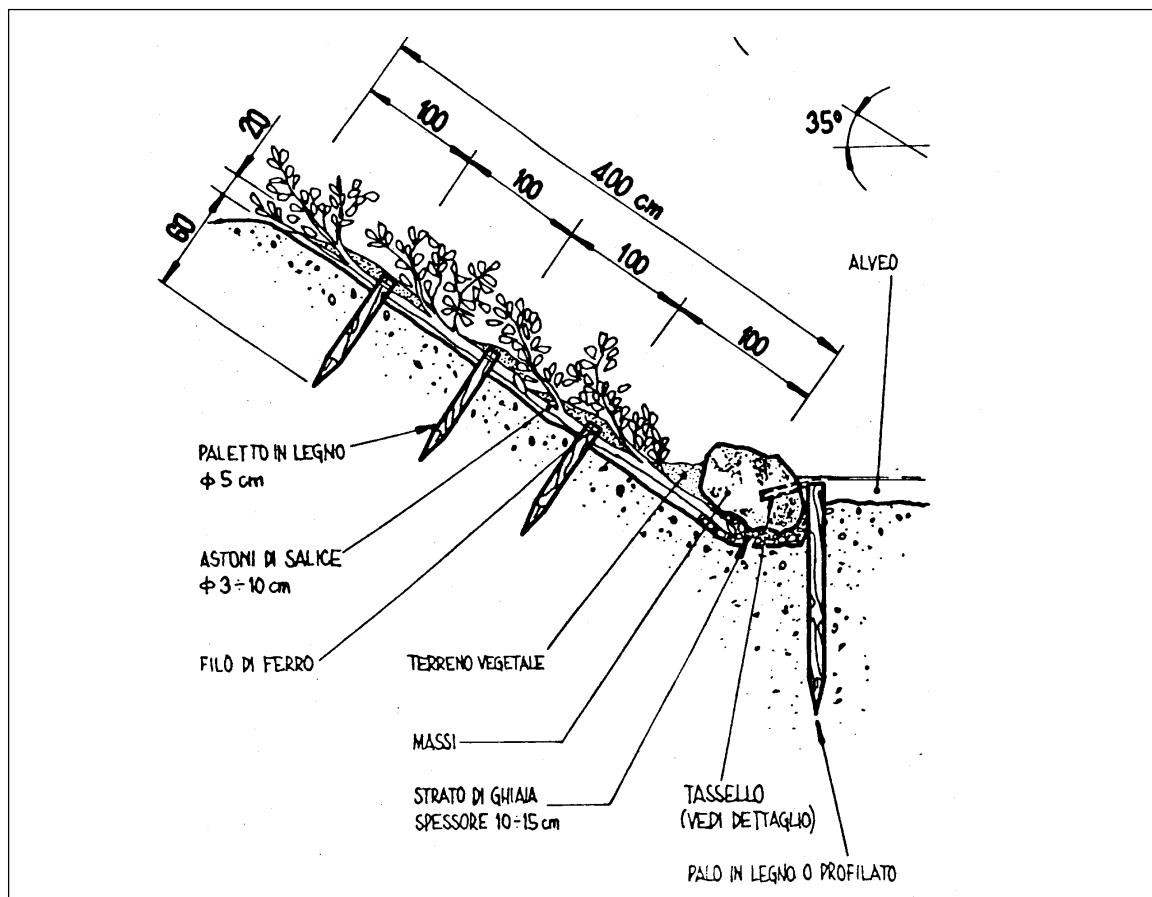 20
60
100
100
100
100
400 cm
35°
ALVEO
PALETTO IN LEGNO
ϕ 5 cm
ASTONI DI SALICE
ϕ 3÷10 cm
FILO DI FERRO
TERRENO VEGETALE
MASSI
STRATO DI GHIAIA
SPESSORE 10÷15 cm
TASSELLO
(VEDI DETTAGLIO)
PALO IN LEGNO O PROFILATO